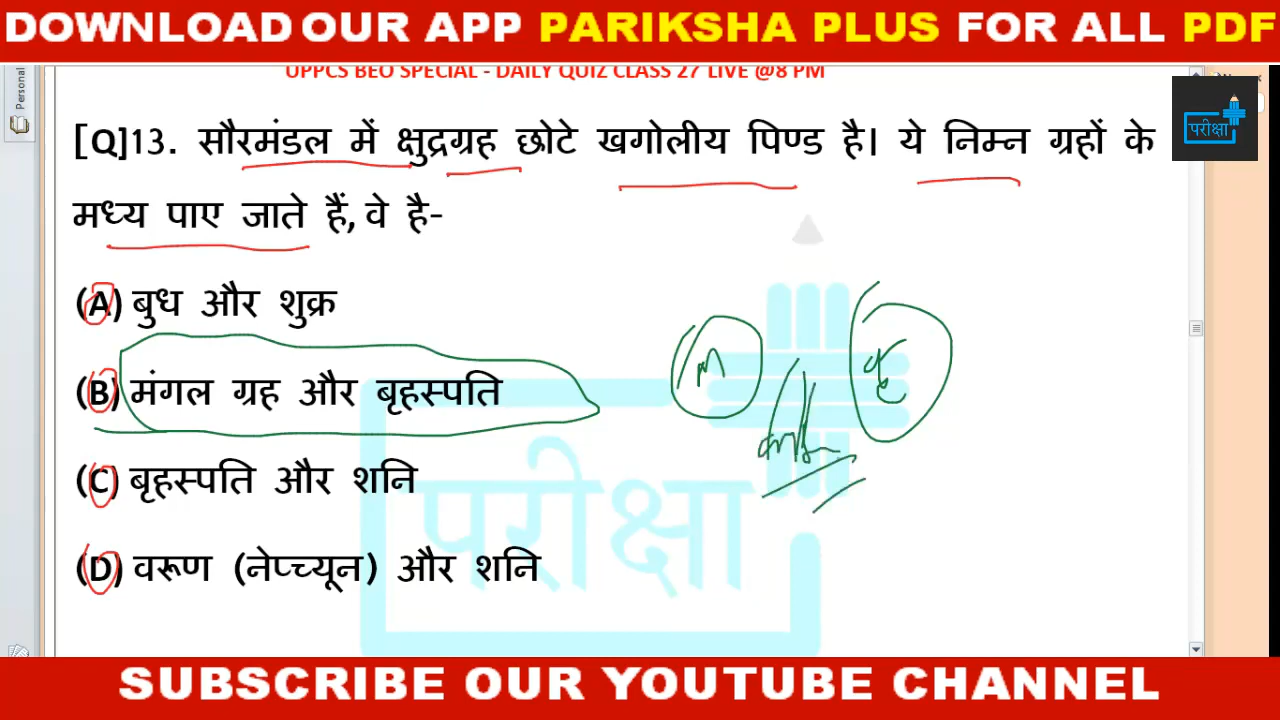 DOWNLOAD OUR APP PARIKSHA PLUS FOR ALL PDF
Personal
UPPCS BEO SPECIAL - DAILY QUIZ CLASS 27 LIVE @8 PM
परीक्षा
[Q]13. सौरमंडल में क्षुद्रग्रह छोटे खगोलीय पिण्ड है। ये निम्न ग्रहों के
मध्य पाए जाते हैं, वे है-
(A) बुध और शुक्र
(B) मंगल ग्रह और बृहस्पति
(C) बृहस्पति और शनि
(D) वरूण (नेप्च्यून) और शनि
परीक्षा
SUBSCRIBE OUR YOUTUBE CHANNEL